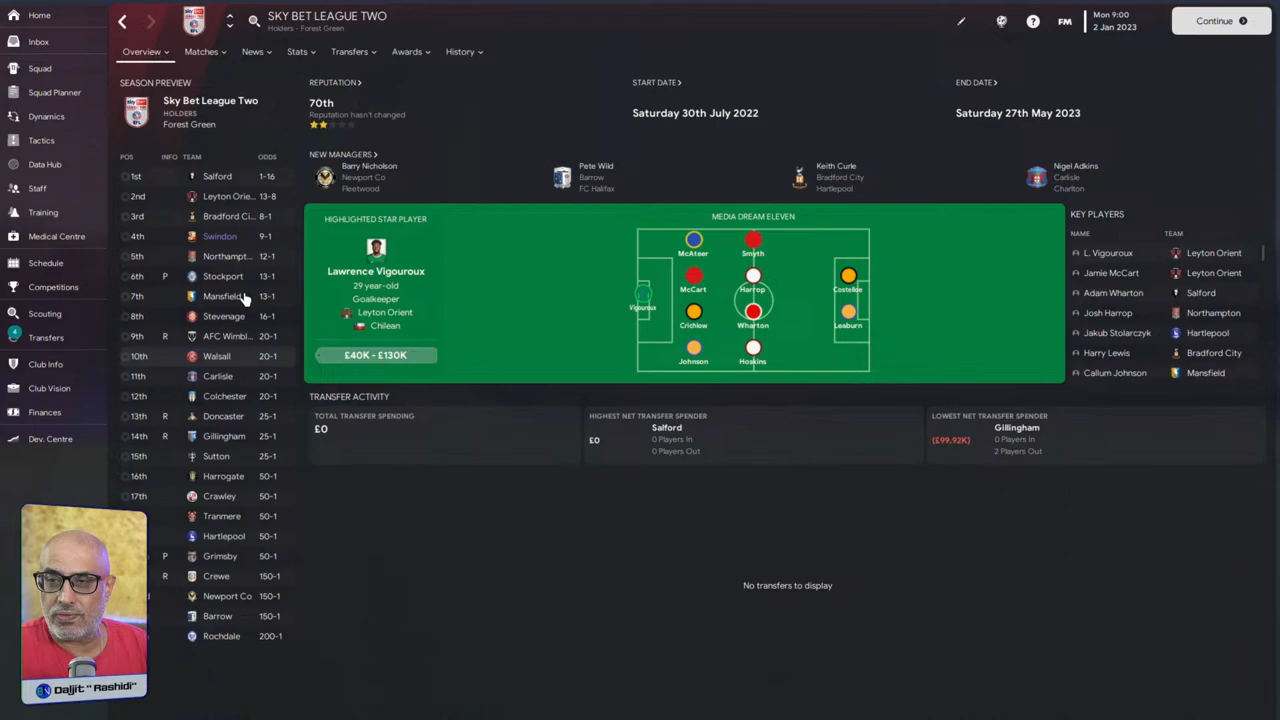 Home
Inbox
Squad
Squad Planner
Dynamics
Tactics
Data Hub
Staff
Training
Medical Centre
Schedule
Competitions
Scouting
4
Transfers
Club Info
Club Vision
Finances
Dev. Centre
SKY BET LEAGUE TWO
Holders - Forest Green
FM
Mon 9:00
2 Jan 2023
Continue
Overview
Matches
News
Stats
Transfers
Awards
History
SEASON PREVIEW
Sky Bet League Two
HOLDERS
Forest Green
POS INFO TEAM ODDS
1st Salford 1-16
2nd Leyton Orie... 13-8
3rd Bradford Ci... 8-1
4th Swindon 9-1
5th Northampt... 12-1
6th P Stockport 13-1
7th Mansfield 13-1
8th Stevenage 16-1
9th R AFC Wimbl... 20-1
10th Walsall 20-1
11th Carlisle 20-1
12th Colchester 20-1
13th R Doncaster 25-1
14th R Gillingham 25-1
15th Sutton 25-1
16th Harrogate 50-1
17th Crawley 50-1
Tranmere 50-1
Hartlepool 50-1
P Grimsby 50-1
R Crewe 150-1
Newport Co 150-1
Barrow 150-1
Rochdale 200-1
REPUTATION
70th
Reputation hasn't changed
START DATE
Saturday 30th July 2022
END DATE
Saturday 27th May 2023
NEW MANAGERS
Barry Nicholson
Newport Co
Fleetwood
Pete Wild
Barrow
FC Halifax
Keith Curle
Bradford City
Hartlepool
Nigel Adkins
Carlisle
Charlton
HIGHLIGHTED STAR PLAYER
Lawrence Vigouroux
29 year-old
Goalkeeper
Leyton Orient
Chilean
£40K - £130K
MEDIA DREAM ELEVEN
McAteer
Smyth
McCart
Harrop
Costelloe
Vigouroux
Crichlow
Wharton
Leaburn
Johnson
Hoskins
KEY PLAYERS
NAME TEAM
L. Vigouroux Leyton Orient
Jamie McCart Leyton Orient
Adam Wharton Salford
Josh Harrop Northampton
Jakub Stolarczyk Hartlepool
Harry Lewis Bradford City
Callum Johnson Mansfield
TRANSFER ACTIVITY
TOTAL TRANSFER SPENDING
£0
HIGHEST NET TRANSFER SPENDER
£0
Salford
0 Players In
0 Players Out
LOWEST NET TRANSFER SPENDER
(£99.92K)
Gillingham
0 Players In
2 Players Out
No transfers to display
Daljit "Rashidi"